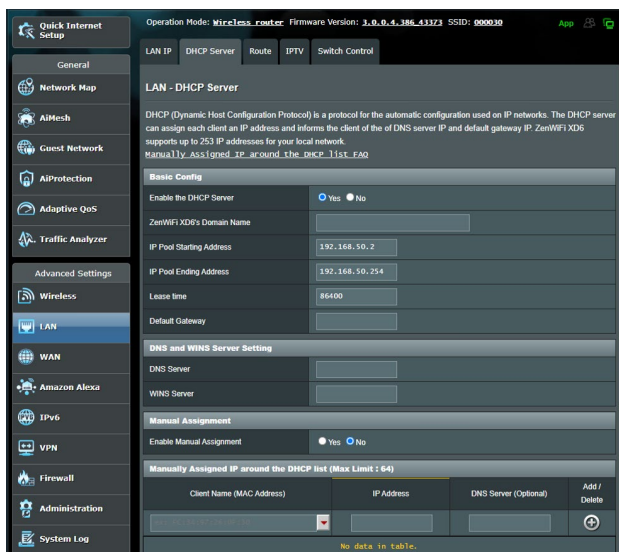 Quick Internet
Setup
General
Network Map
AiMesh
Guest Network
AiProtection
Adaptive QoS
Traffic Analyzer
Advanced Settings
Wireless
LAN
WAN
Amazon Alexa
IPv6
VPN
Firewall
Administration
System Log
Operation Mode: Wireless router Firmware Version: 3.0.0.4.386_43373 SSID: 000030
App
LAN IP DHCP Server Route IPTV Switch Control
LAN - DHCP Server
DHCP (Dynamic Host Configuration Protocol) is a protocol for the automatic configuration used on IP networks. The DHCP server
can assign each client an IP address and informs the client of the of DNS server IP and default gateway IP. ZenWiFi XD6
supports up to 253 IP addresses for your local network.
Manually Assigned IP around the DHCP list FAQ
Basic Config
Enable the DHCP Server Yes No
ZenWiFi XD6's Domain Name
IP Pool Starting Address 192.168.50.2
IP Pool Ending Address 192.168.50.254
Lease time 86400
Default Gateway
DNS and WINS Server Setting
DNS Server
WINS Server
Manual Assignment
Enable Manual Assignment Yes No
Manually Assigned IP around the DHCP list (Max Limit : 64)
Client Name (MAC Address) IP Address DNS Server (Optional) Add /
Delete
No data in table.